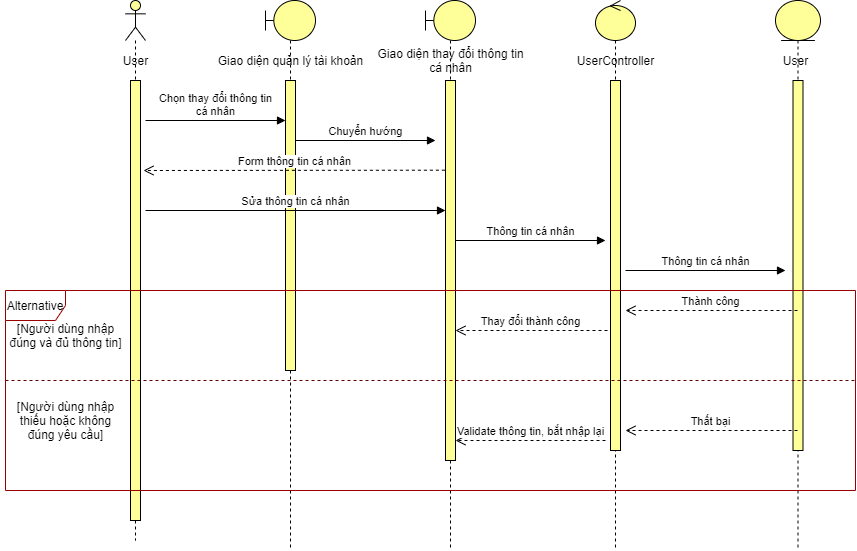 User
Giao diện quản lý tài khoản
Giao diện thay đổi thông tin
cá nhân
UserController
User
Chọn thay đổi thông tin
cá nhân
Chuyển hướng
Form thông tin cá nhân
Sửa thông tin cá nhân
Thông tin cá nhân
Thông tin cá nhân
Alternative
[Người dùng nhập
đúng và đủ thông tin]
Thành công
Thay đổi thành công
[Người dùng nhập
thiếu hoặc không
đúng yêu cầu]
Thất bại
Validate thông tin, bắt nhập lại